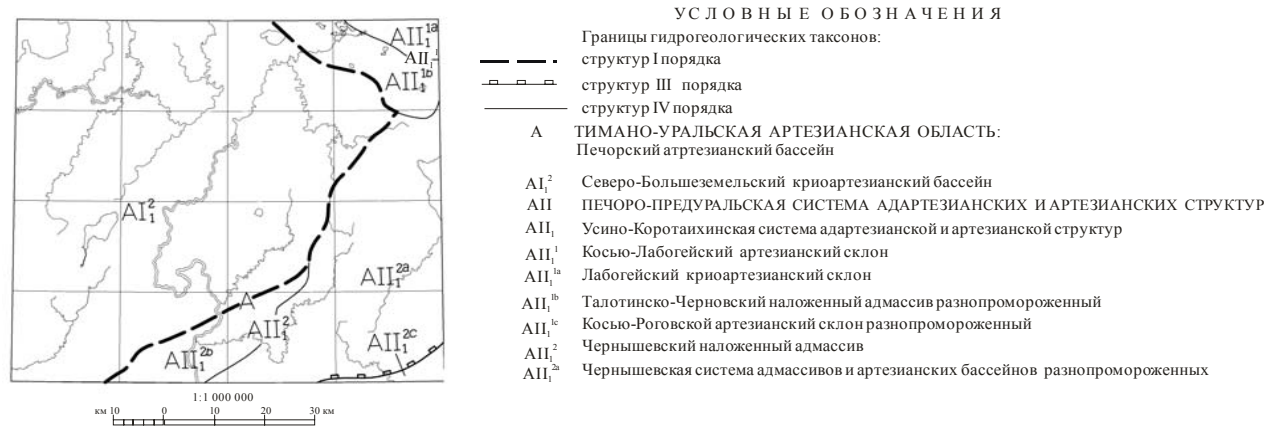 AII₁¹ᵃ
AII₁¹
AII₁¹ᵇ
AI₁²
AII₁²ᵃ
A
AII₁²
AII₁²ᵇ
AII₁²ᶜ
1:1 000 000
км 10 0 10 20 30 км
УСЛОВНЫЕ ОБОЗНАЧЕНИЯ
Границы гидрогеологических таксонов:
структур I порядка
структур III порядка
структур IV порядка
А ТИМАНО-УРАЛЬСКАЯ АРТЕЗИАНСКАЯ ОБЛАСТЬ:
Печорский атртезианский бассейн
AI₁² Северо-Большеземельский криоартезианский бассейн
AII ПЕЧОРО-ПРЕДУРАЛЬСКАЯ СИСТЕМА АДАРТЕЗИАНСКИХ И АРТЕЗИАНСКИХ СТРУКТУР
AII₁ Усино-Коротаихинская система адартезианской и артезианской структур
AII₁¹ Косью-Лабогейский артезианский склон
AII₁¹ᵃ Лабогейский криоартезианский склон
AII₁¹ᵇ Талотинско-Черновский наложенный адмассив разнопромороженный
AII₁¹ᶜ Косью-Роговской артезианский склон разнопромороженный
AII₁² Чернышевский наложенный адмассив
AII₁²ᵃ Чернышевская система адмассивов и артезианских бассейнов разнопромороженных